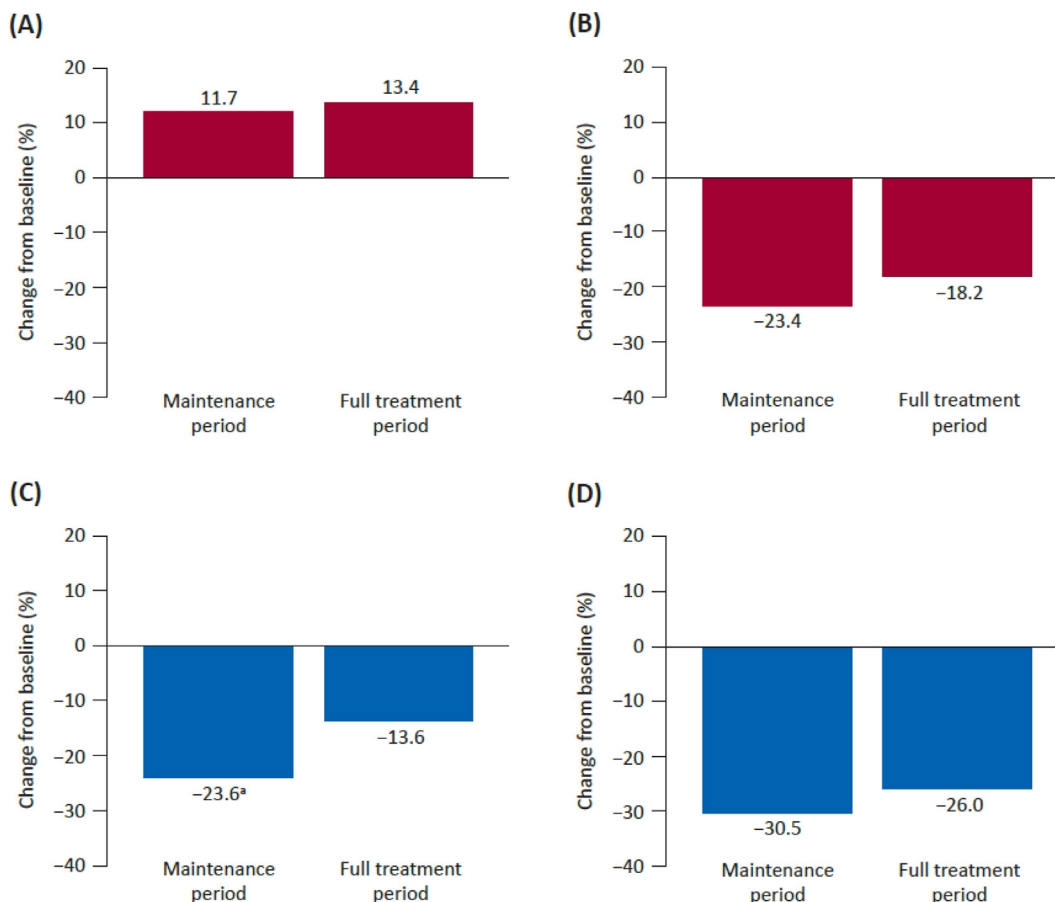 (A)
Change from baseline (%)
20
10
0
−10
−20
−30
−40
11.7
13.4
Maintenance
period
Full treatment
period
(B)
Change from baseline (%)
20
10
0
−10
−20
−30
−40
−23.4
−18.2
Maintenance
period
Full treatment
period
(C)
Change from baseline (%)
20
10
0
−10
−20
−30
−40
−23.6ª
−13.6
Maintenance
period
Full treatment
period
(D)
Change from baseline (%)
20
10
0
−10
−20
−30
−40
−30.5
−26.0
Maintenance
period
Full treatment
period